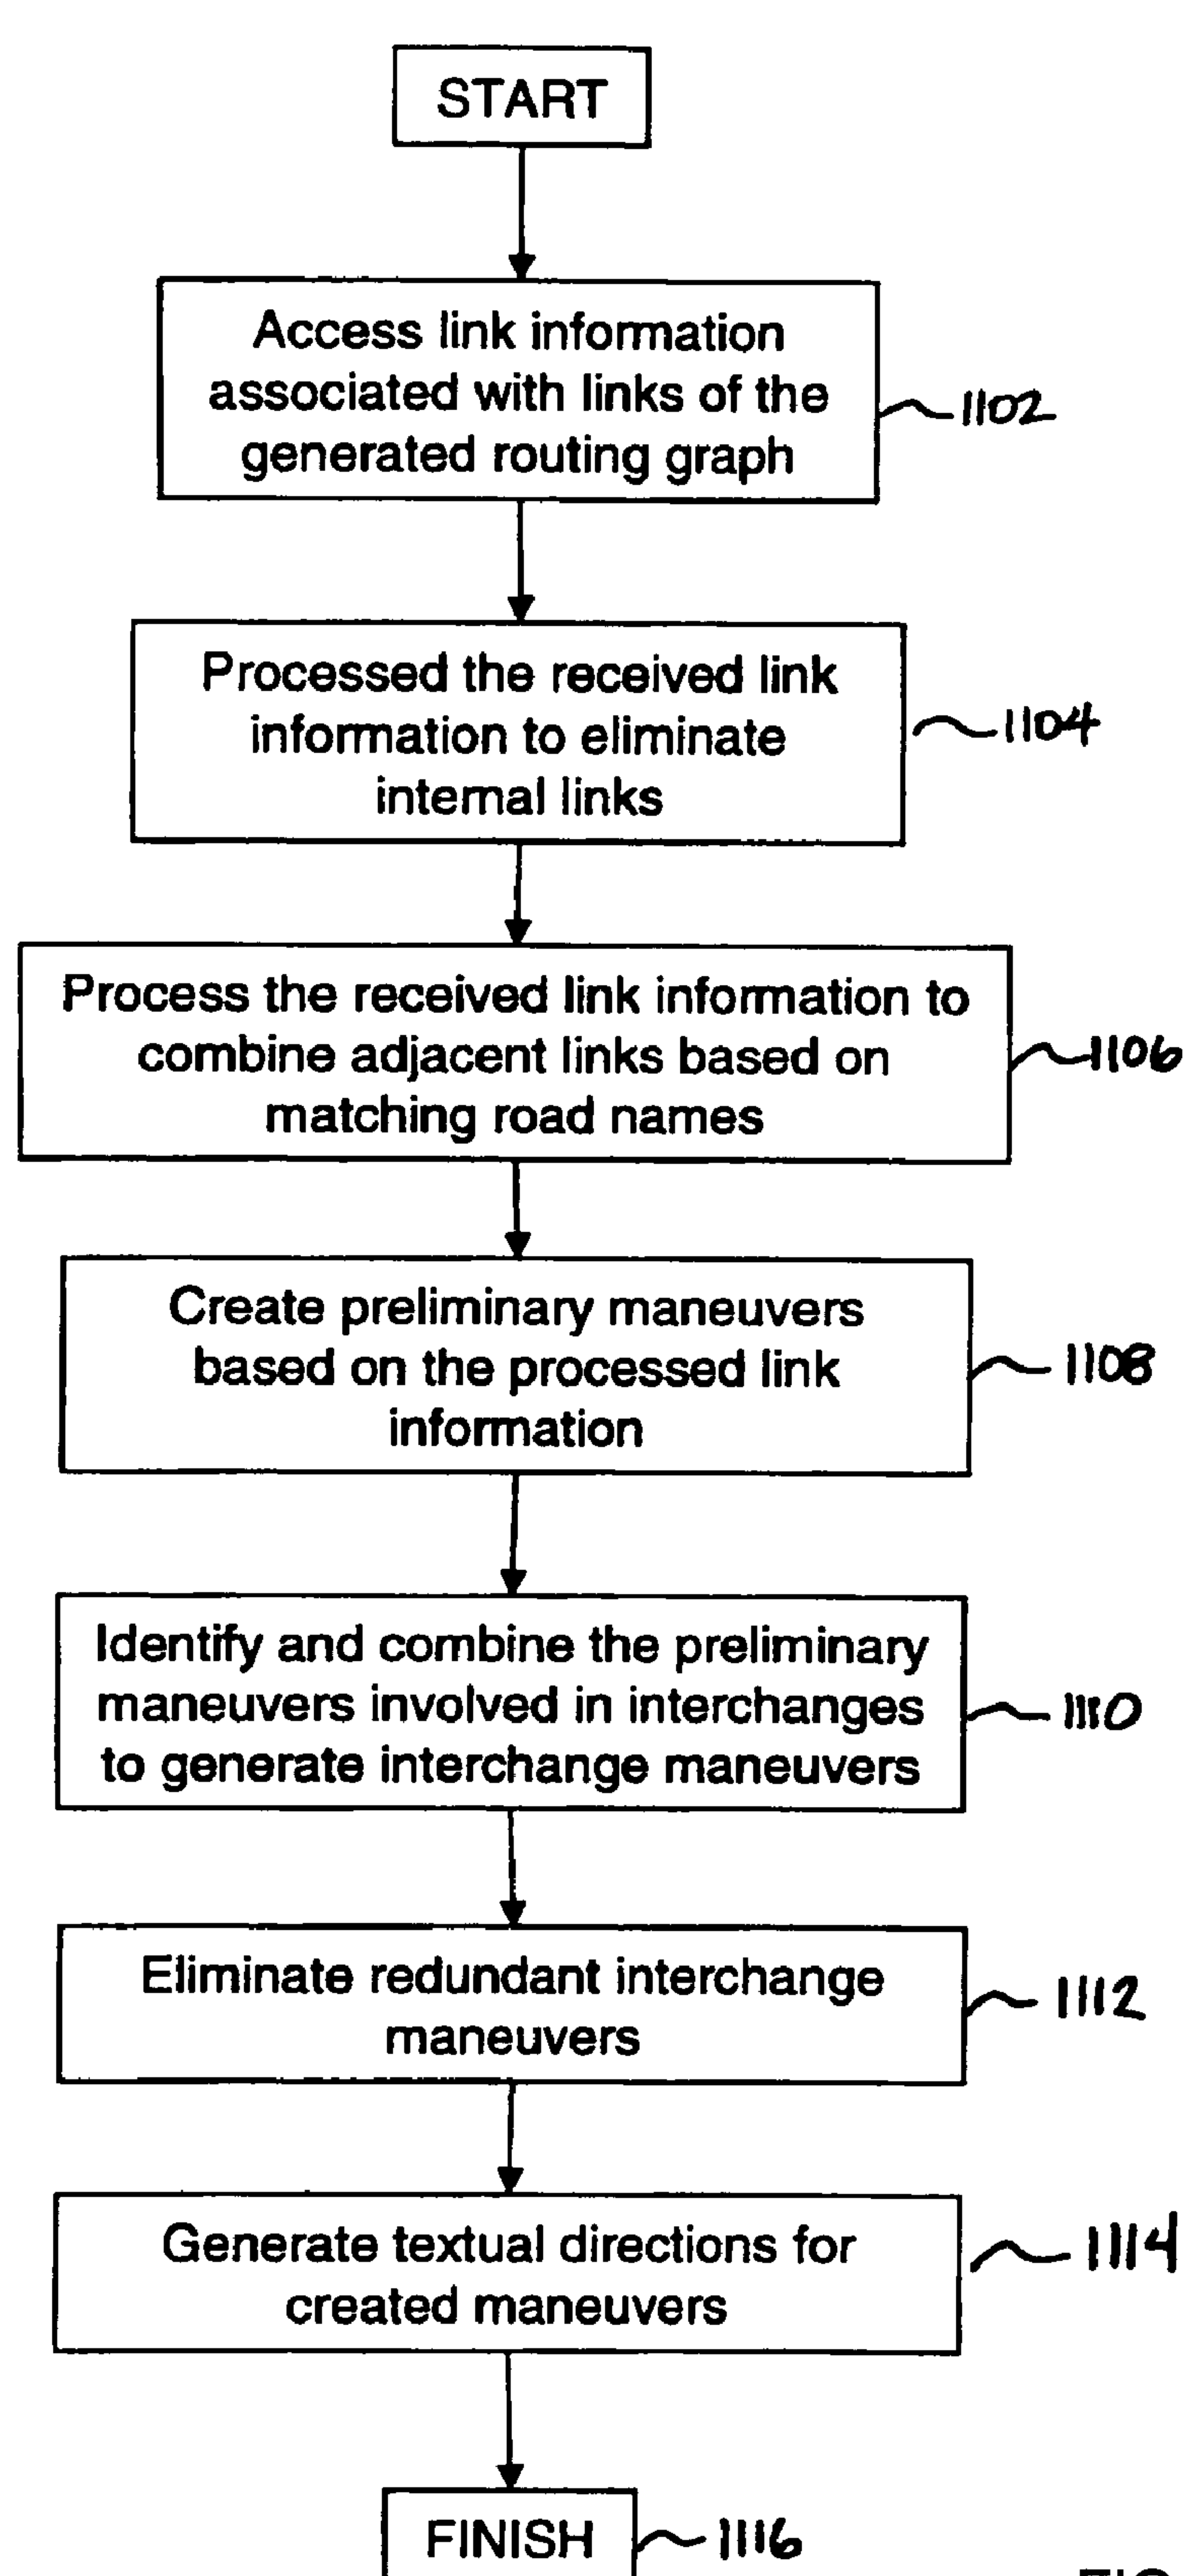 START
Access link information
associated with links of the
generated routing graph
1102
Processed the received link
information to eliminate
internal links
1104
Process the received link information to
combine adjacent links based on
matching road names
1106
Create preliminary maneuvers
based on the processed link
information
1108
Identify and combine the preliminary
maneuvers involved in interchanges
to generate interchange maneuvers
1110
Eliminate redundant interchange
maneuvers
1112
Generate textual directions for
created maneuvers
1114
FINISH
1116